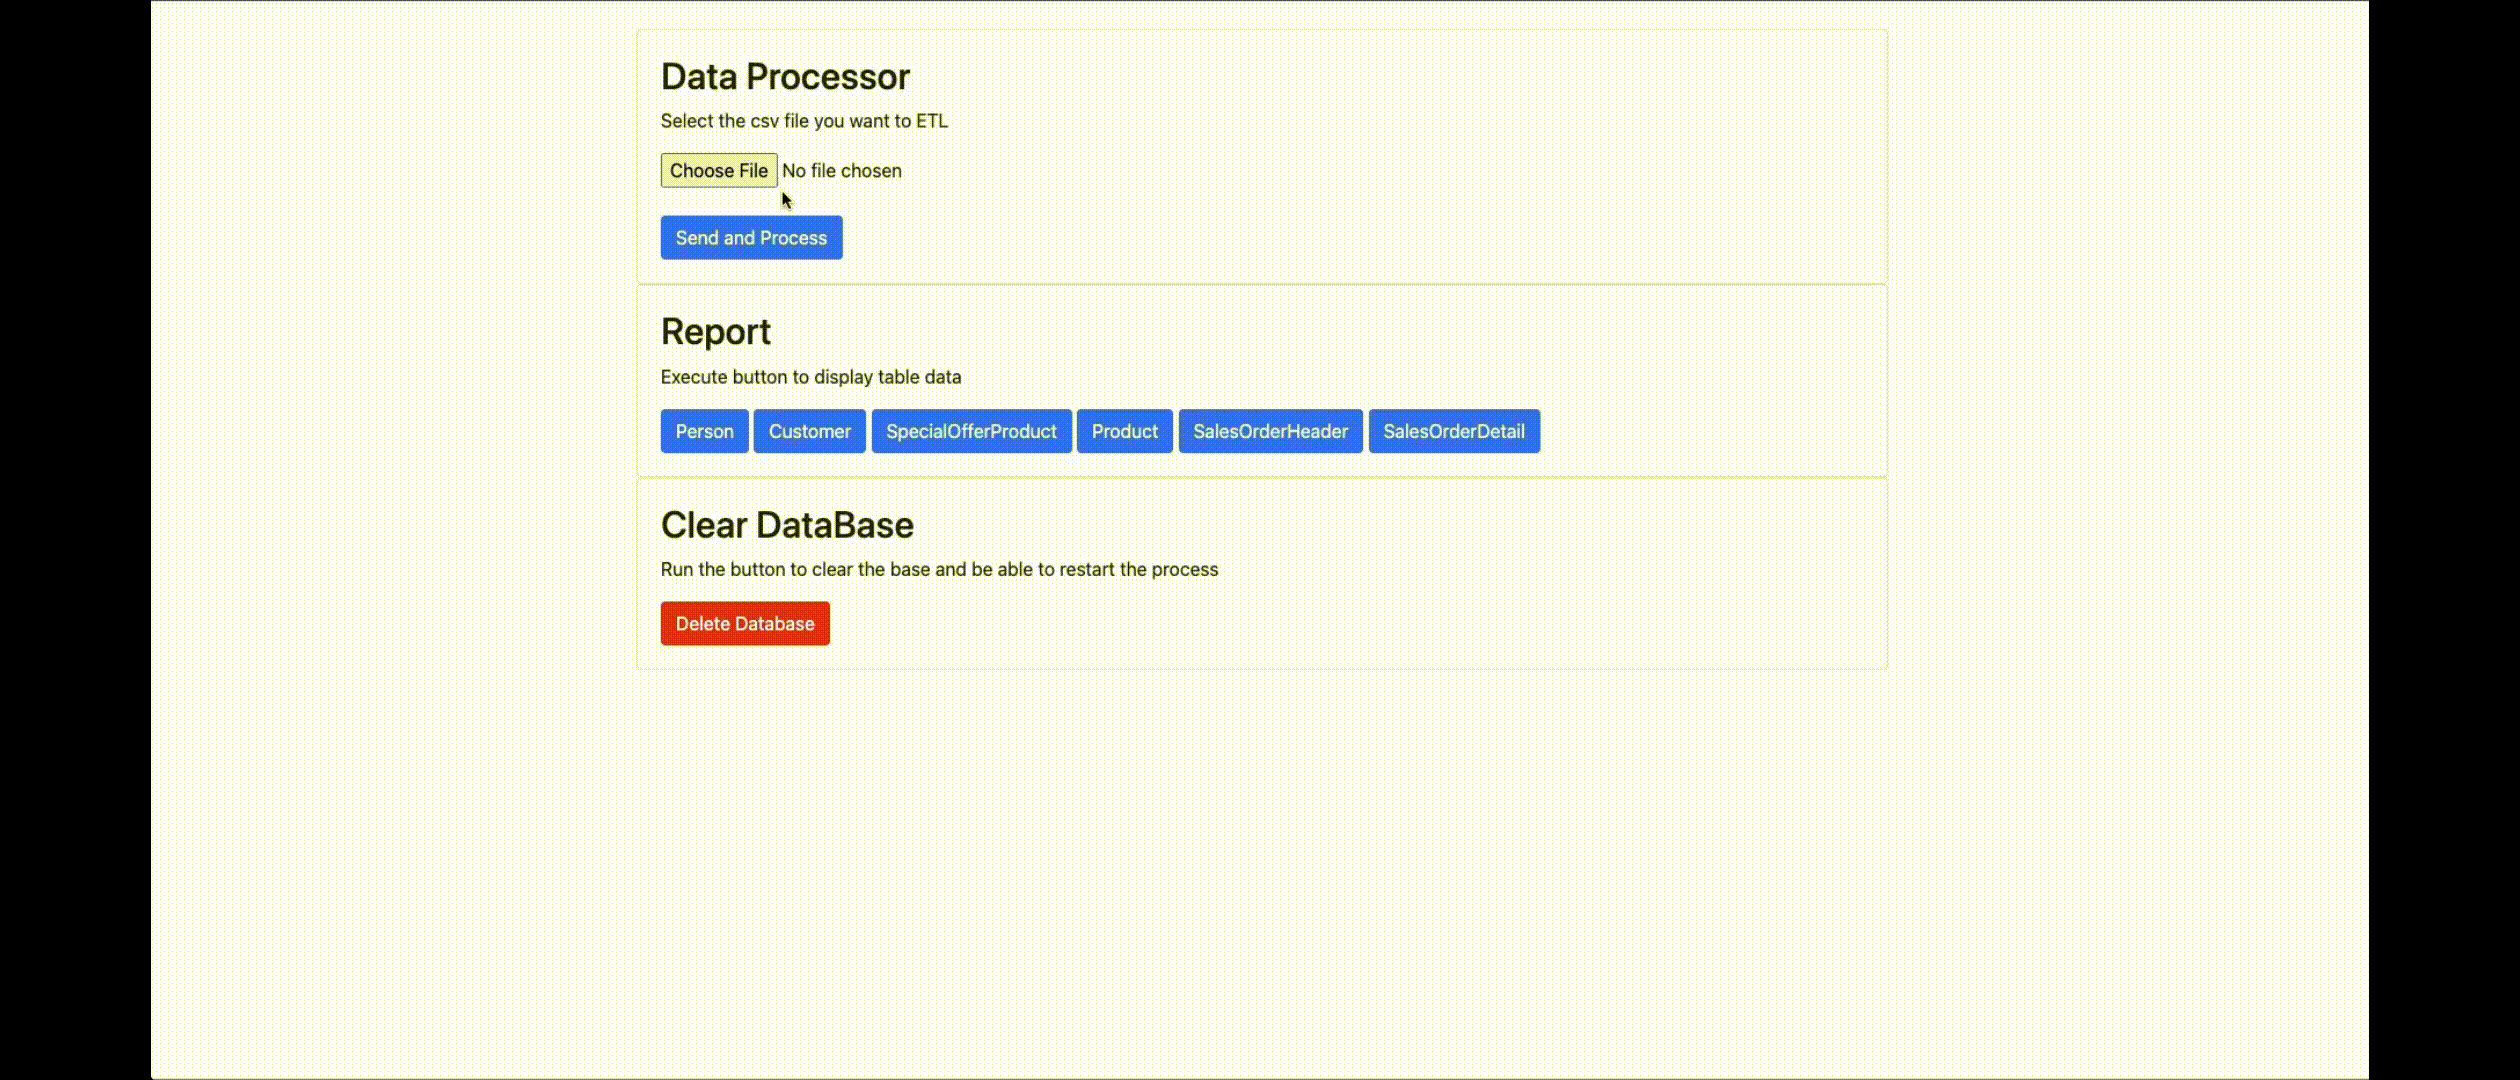 Data Processor
Select the csv file you want to ETL
Choose File No file chosen
Send and Process
Report
Execute button to display table data
Person Customer SpecialOfferProduct Product SalesOrderHeader SalesOrderDetail
Clear DataBase
Run the button to clear the base and be able to restart the process
Delete Database